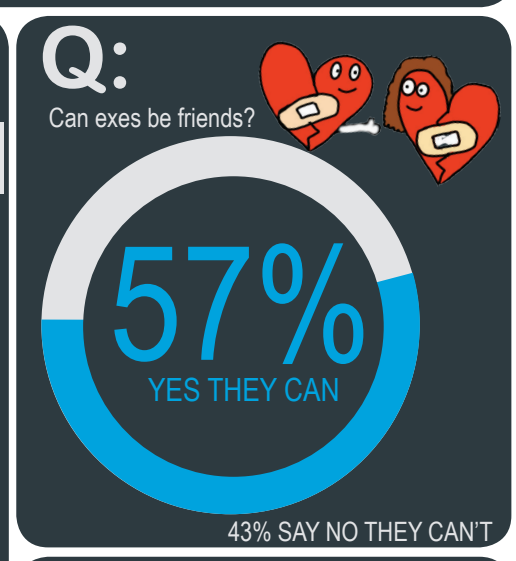 Q:
Can exes be friends?
57%
YES THEY CAN
43% SAY NO THEY CAN'T